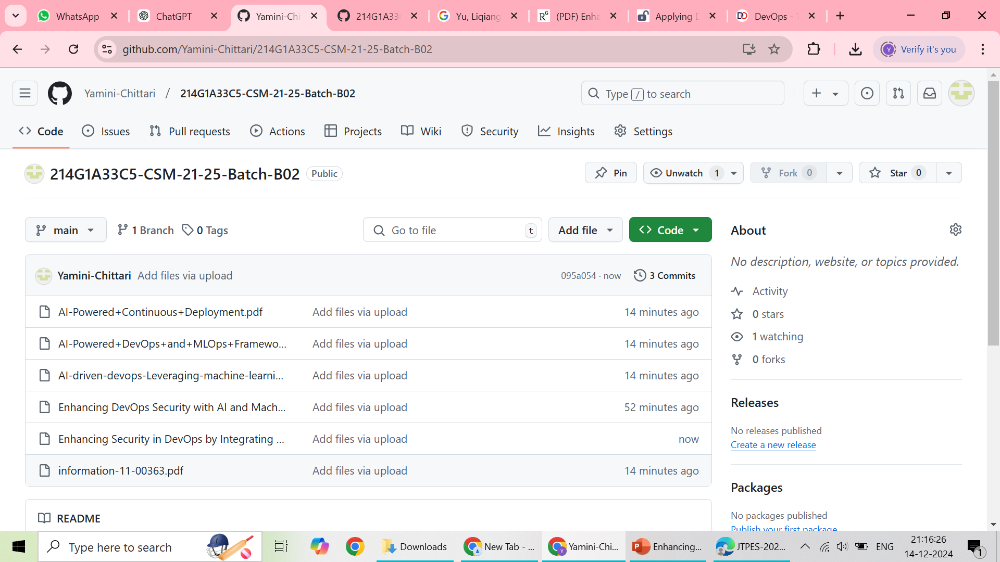 WhatsApp
ChatGPT
Yamini-Chi
214G1A33
Yu, Liqiang
(PDF) Enha
Applying D
DevOps - T
github.com/Yamini-Chittari/214G1A33C5-CSM-21-25-Batch-B02
Y Verify it's you
Yamini-Chittari / 214G1A33C5-CSM-21-25-Batch-B02
Type / to search
Code Issues Pull requests Actions Projects Wiki Security Insights Settings
214G1A33C5-CSM-21-25-Batch-B02 Public
Pin Unwatch 1 Fork 0 Star 0
main 1 Branch 0 Tags Go to file t Add file Code
About
No description, website, or topics provided.
Yamini-Chittari Add files via upload 095a054 · now 3 Commits
AI-Powered+Continuous+Deployment.pdf Add files via upload 14 minutes ago
AI-Powered+DevOps+and+MLOps+Framewo... Add files via upload 14 minutes ago
AI-driven-devops-Leveraging-machine-learni... Add files via upload 14 minutes ago
Enhancing DevOps Security with AI and Mach... Add files via upload 52 minutes ago
Enhancing Security in DevOps by Integrating ... Add files via upload now
information-11-00363.pdf Add files via upload 14 minutes ago
README
Activity
0 stars
1 watching
0 forks
Releases
No releases published
Create a new release
Packages
No packages published
Publish your first package
Type here to search
Downloads
New Tab - ...
Y Yamini-Chi...
P Enhancing...
JTPES-202...
ENG
21:16:26
14-12-2024
1